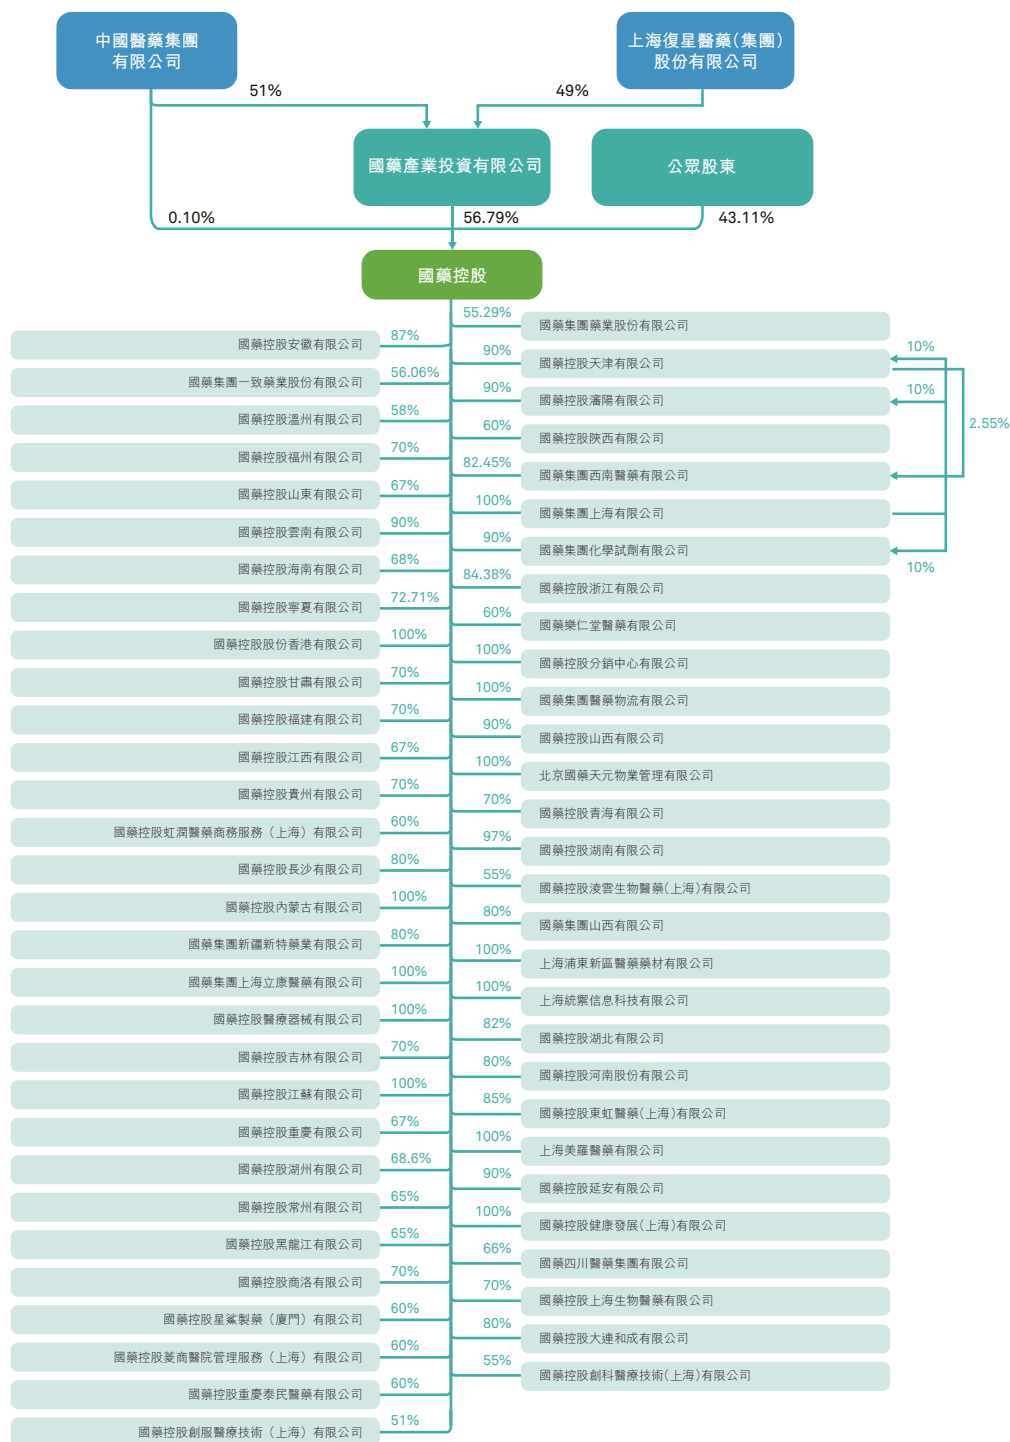 中國醫藥集團
有限公司
上海復星醫藥(集團)
股份有限公司
51%
49%
國藥產業投資有限公司
公眾股東
0.10%
56.79%
43.11%
國藥控股
55.29%
國藥集團藥業股份有限公司
87%
國藥控股安徽有限公司
90%
國藥控股天津有限公司
10%
56.06%
國藥集團一致藥業股份有限公司
90%
國藥控股瀋陽有限公司
10%
58%
國藥控股溫州有限公司
60%
國藥控股陝西有限公司
2.55%
70%
國藥控股福州有限公司
82.45%
國藥集團西南醫藥有限公司
67%
國藥控股山東有限公司
100%
國藥集團上海有限公司
90%
國藥控股雲南有限公司
90%
國藥集團化學試劑有限公司
10%
68%
國藥控股海南有限公司
84.38%
國藥控股浙江有限公司
72.71%
國藥控股寧夏有限公司
60%
國藥樂仁堂醫藥有限公司
100%
國藥控股股份香港有限公司
100%
國藥控股分銷中心有限公司
70%
國藥控股甘肅有限公司
100%
國藥集團醫藥物流有限公司
70%
國藥控股福建有限公司
90%
國藥控股山西有限公司
67%
國藥控股江西有限公司
100%
北京國藥天元物業管理有限公司
70%
國藥控股貴州有限公司
70%
國藥控股青海有限公司
60%
國藥控股虹潤醫藥商務服務（上海）有限公司
97%
國藥控股湖南有限公司
80%
國藥控股長沙有限公司
55%
國藥控股淩雲生物醫藥(上海)有限公司
100%
國藥控股內蒙古有限公司
80%
國藥集團山西有限公司
80%
國藥集團新疆新特藥業有限公司
100%
上海浦東新區醫藥藥材有限公司
100%
國藥集團上海立康醫藥有限公司
100%
上海統禦信息科技有限公司
100%
國藥控股醫療器械有限公司
82%
國藥控股湖北有限公司
70%
國藥控股吉林有限公司
80%
國藥控股河南股份有限公司
100%
國藥控股江蘇有限公司
85%
國藥控股東虹醫藥(上海)有限公司
67%
國藥控股重慶有限公司
100%
上海美羅醫藥有限公司
68.6%
國藥控股湖州有限公司
90%
國藥控股延安有限公司
65%
國藥控股常州有限公司
100%
國藥控股健康發展(上海)有限公司
65%
國藥控股黑龍江有限公司
66%
國藥四川醫藥集團有限公司
70%
國藥控股商洛有限公司
70%
國藥控股上海生物醫藥有限公司
60%
國藥控股星鯊製藥（廈門）有限公司
80%
國藥控股大連和成有限公司
60%
國藥控股菱商醫院管理服務（上海）有限公司
55%
國藥控股創科醫療技術(上海)有限公司
60%
國藥控股重慶泰民醫藥有限公司
51%
國藥控股創服醫療技術（上海）有限公司